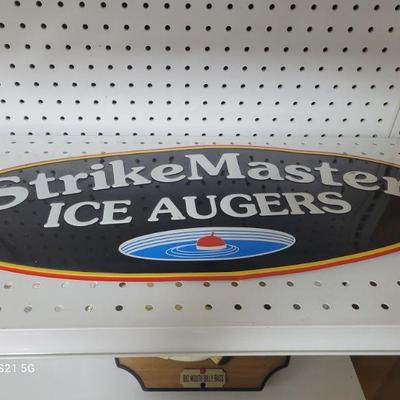 StrikeMaster
ICE AUGERS
BIG MOUTH BILLY BASS
S21 5G